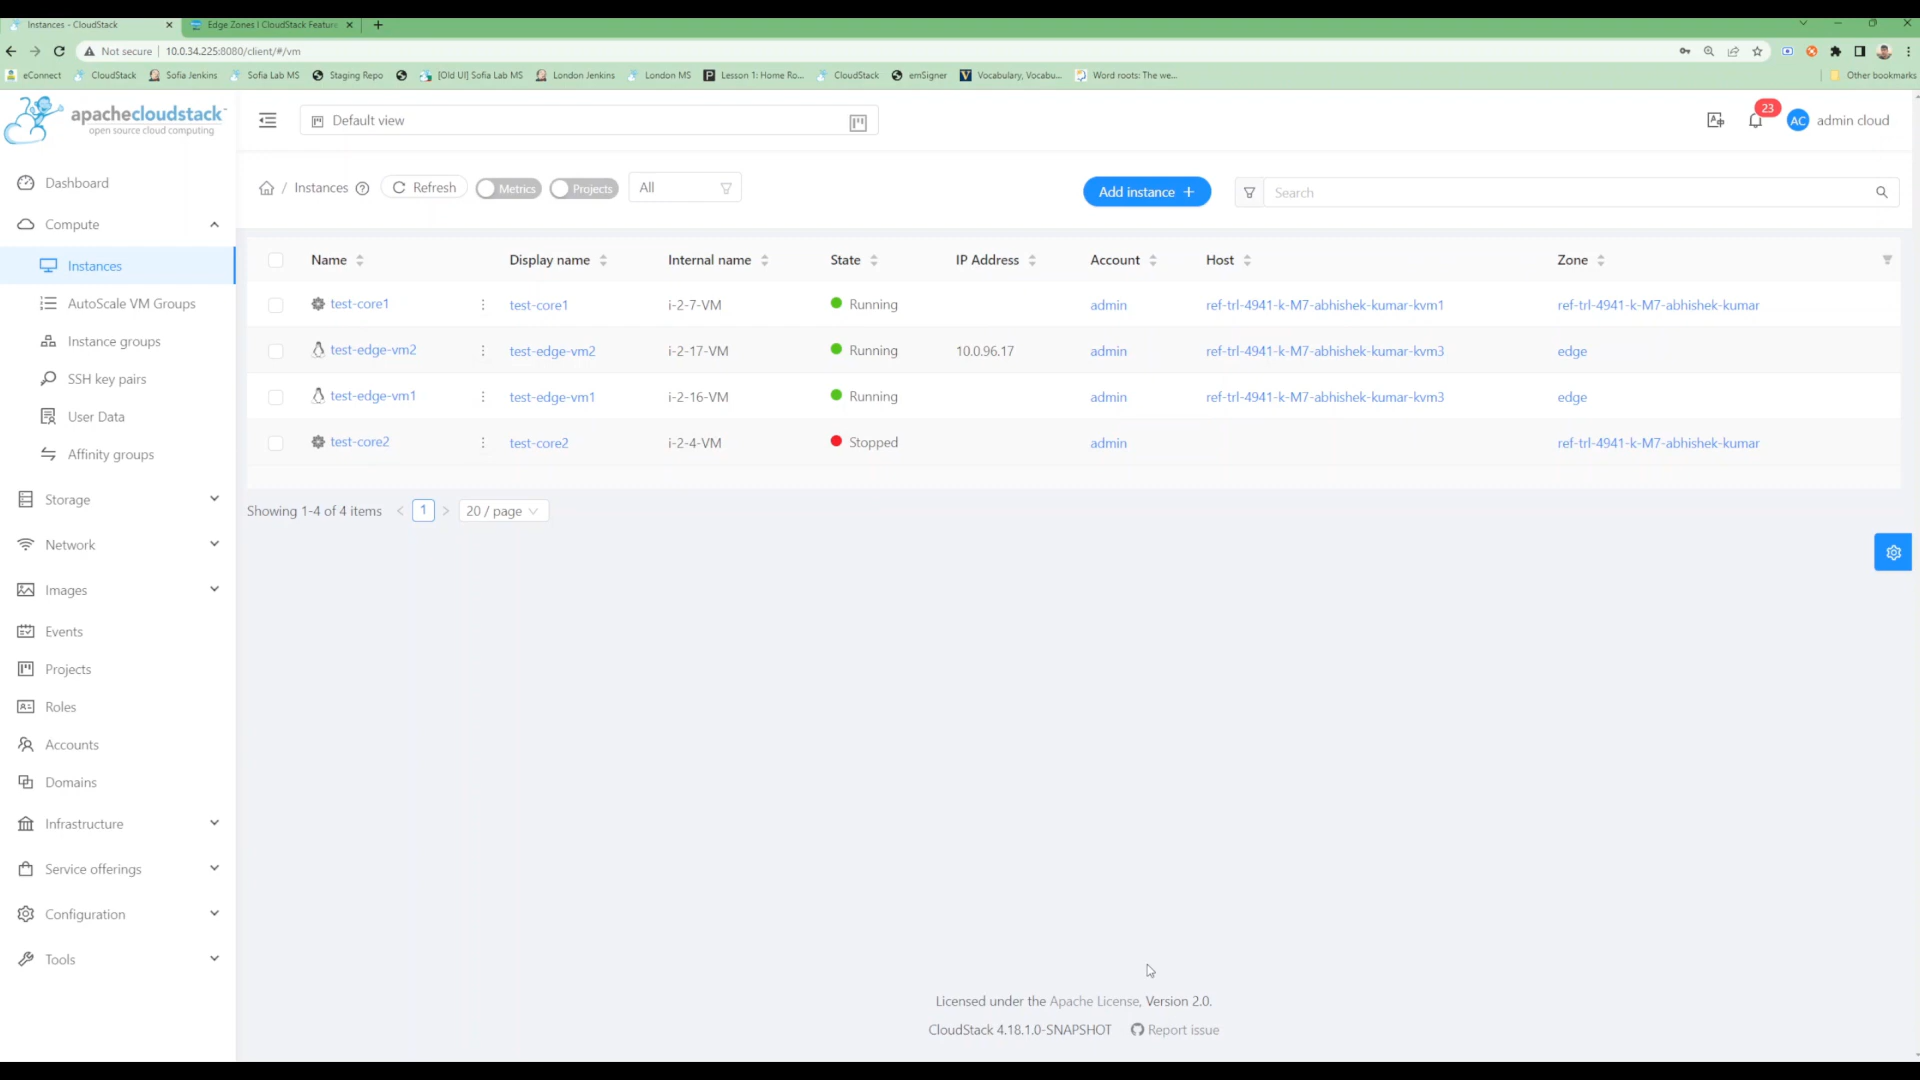 Instances - CloudStack
Edge Zones | CloudStack Feature
Not secure | 10.0.34.225:8080/client/#/vm
eConnect CloudStack Sofia Jenkins Sofia Lab MS Staging Repo [Old UI] Sofia Lab MS London Jenkins London MS Lesson 1: Home Ro... CloudStack emSigner Vocabulary, Vocabu... Word roots: The we... Other bookmarks
apachecloudstack
open source cloud computing
Default view
23
AC admin cloud
/ Instances Refresh Metrics Projects All Add instance + Search
Dashboard
Compute
Instances
AutoScale VM Groups
Instance groups
SSH key pairs
User Data
Affinity groups
Storage
Network
Images
Events
Projects
Roles
Accounts
Domains
Infrastructure
Service offerings
Configuration
Tools
Name Display name Internal name State IP Address Account Host Zone
test-core1 test-core1 i-2-7-VM Running admin ref-trl-4941-k-M7-abhishek-kumar-kvm1 ref-trl-4941-k-M7-abhishek-kumar
test-edge-vm2 test-edge-vm2 i-2-17-VM Running 10.0.96.17 admin ref-trl-4941-k-M7-abhishek-kumar-kvm3 edge
test-edge-vm1 test-edge-vm1 i-2-16-VM Running admin ref-trl-4941-k-M7-abhishek-kumar-kvm3 edge
test-core2 test-core2 i-2-4-VM Stopped admin ref-trl-4941-k-M7-abhishek-kumar
Showing 1-4 of 4 items < 1 > 20 / page
Licensed under the Apache License, Version 2.0.
CloudStack 4.18.1.0-SNAPSHOT Report issue